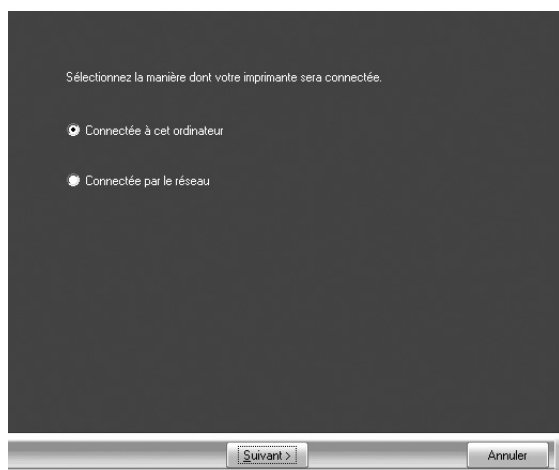 Sélectionnez la manière dont votre imprimante sera connectée.
Connectée à cet ordinateur
Connectée par le réseau
Suivant >
Annuler